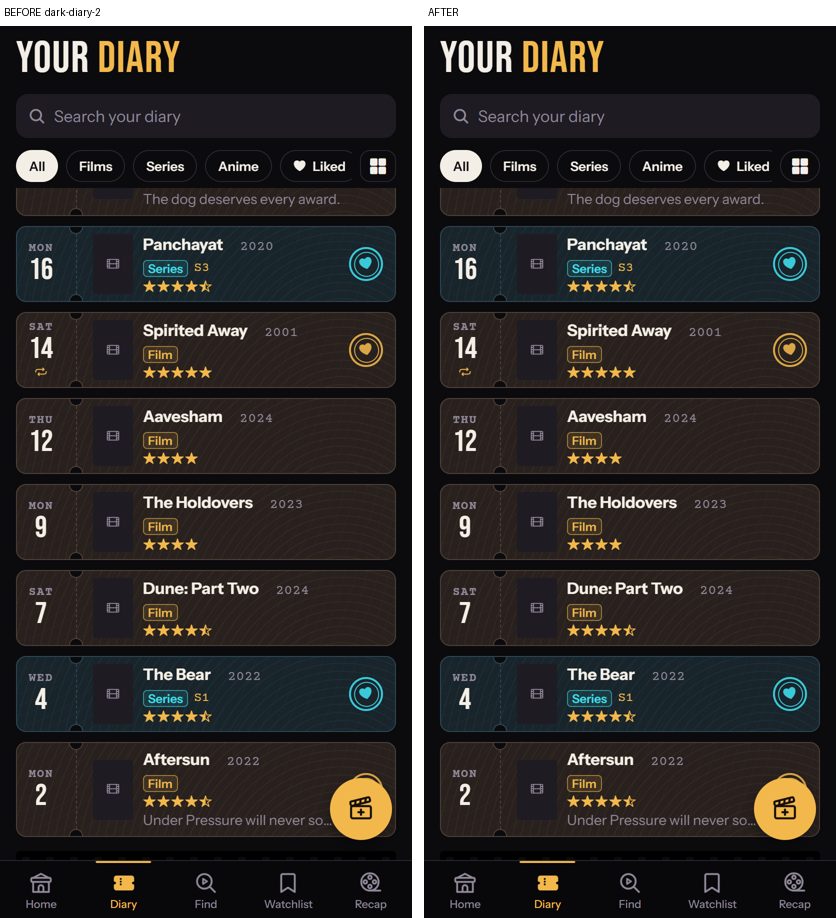 BEFORE dark-diary-2
YOUR DIARY
Search your diary
All Films Series Anime Liked
The dog deserves every award.
MON
16
Panchayat 2020
Series S3
SAT
14
Spirited Away 2001
Film
THU
12
Aavesham 2024
Film
MON
9
The Holdovers 2023
Film
SAT
7
Dune: Part Two 2024
Film
WED
4
The Bear 2022
Series S1
MON
2
Aftersun 2022
Film
Under Pressure will never so...
Home Diary Find Watchlist Recap
AFTER
YOUR DIARY
Search your diary
All Films Series Anime Liked
The dog deserves every award.
MON
16
Panchayat 2020
Series S3
SAT
14
Spirited Away 2001
Film
THU
12
Aavesham 2024
Film
MON
9
The Holdovers 2023
Film
SAT
7
Dune: Part Two 2024
Film
WED
4
The Bear 2022
Series S1
MON
2
Aftersun 2022
Film
Under Pressure will never so...
Home Diary Find Watchlist Recap